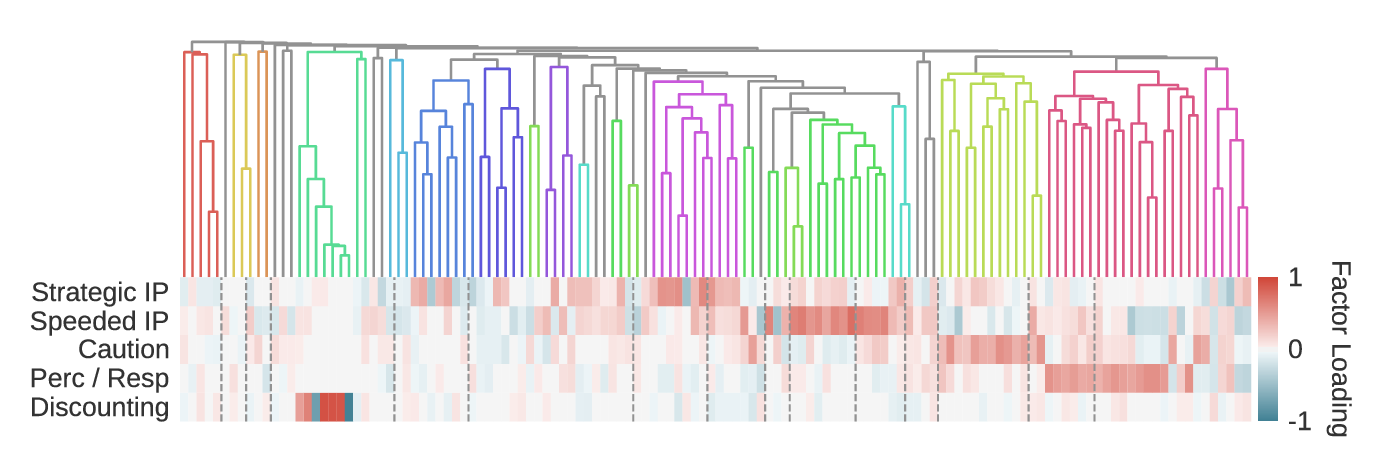 Strategic IP
Speeded IP
Caution
Perc / Resp
Discounting
1
0
-1
Factor Loading